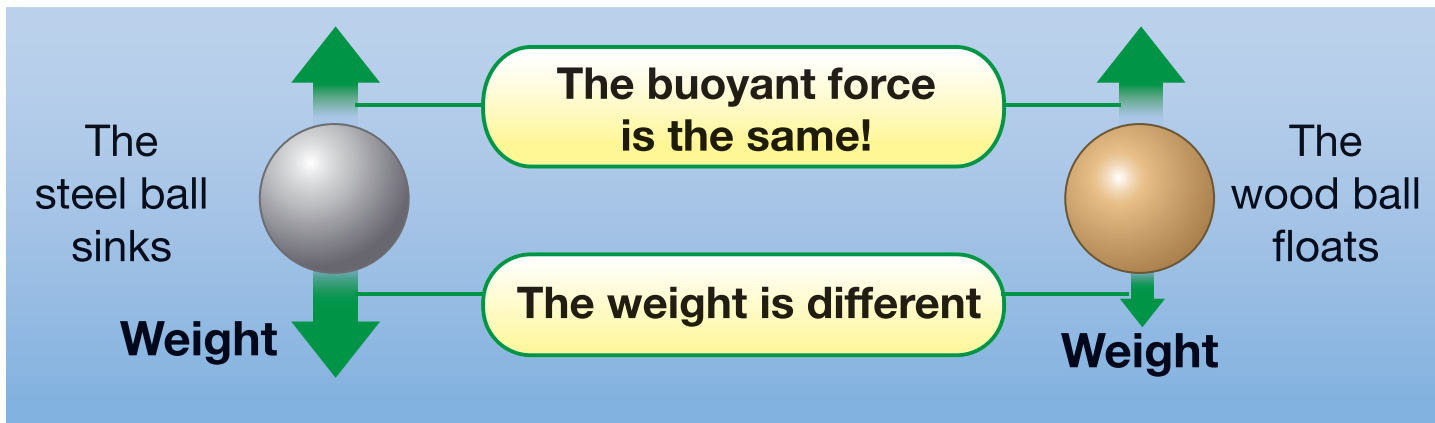 The buoyant force
is the same!
The
steel ball
sinks
The
wood ball
floats
The weight is different
Weight
Weight